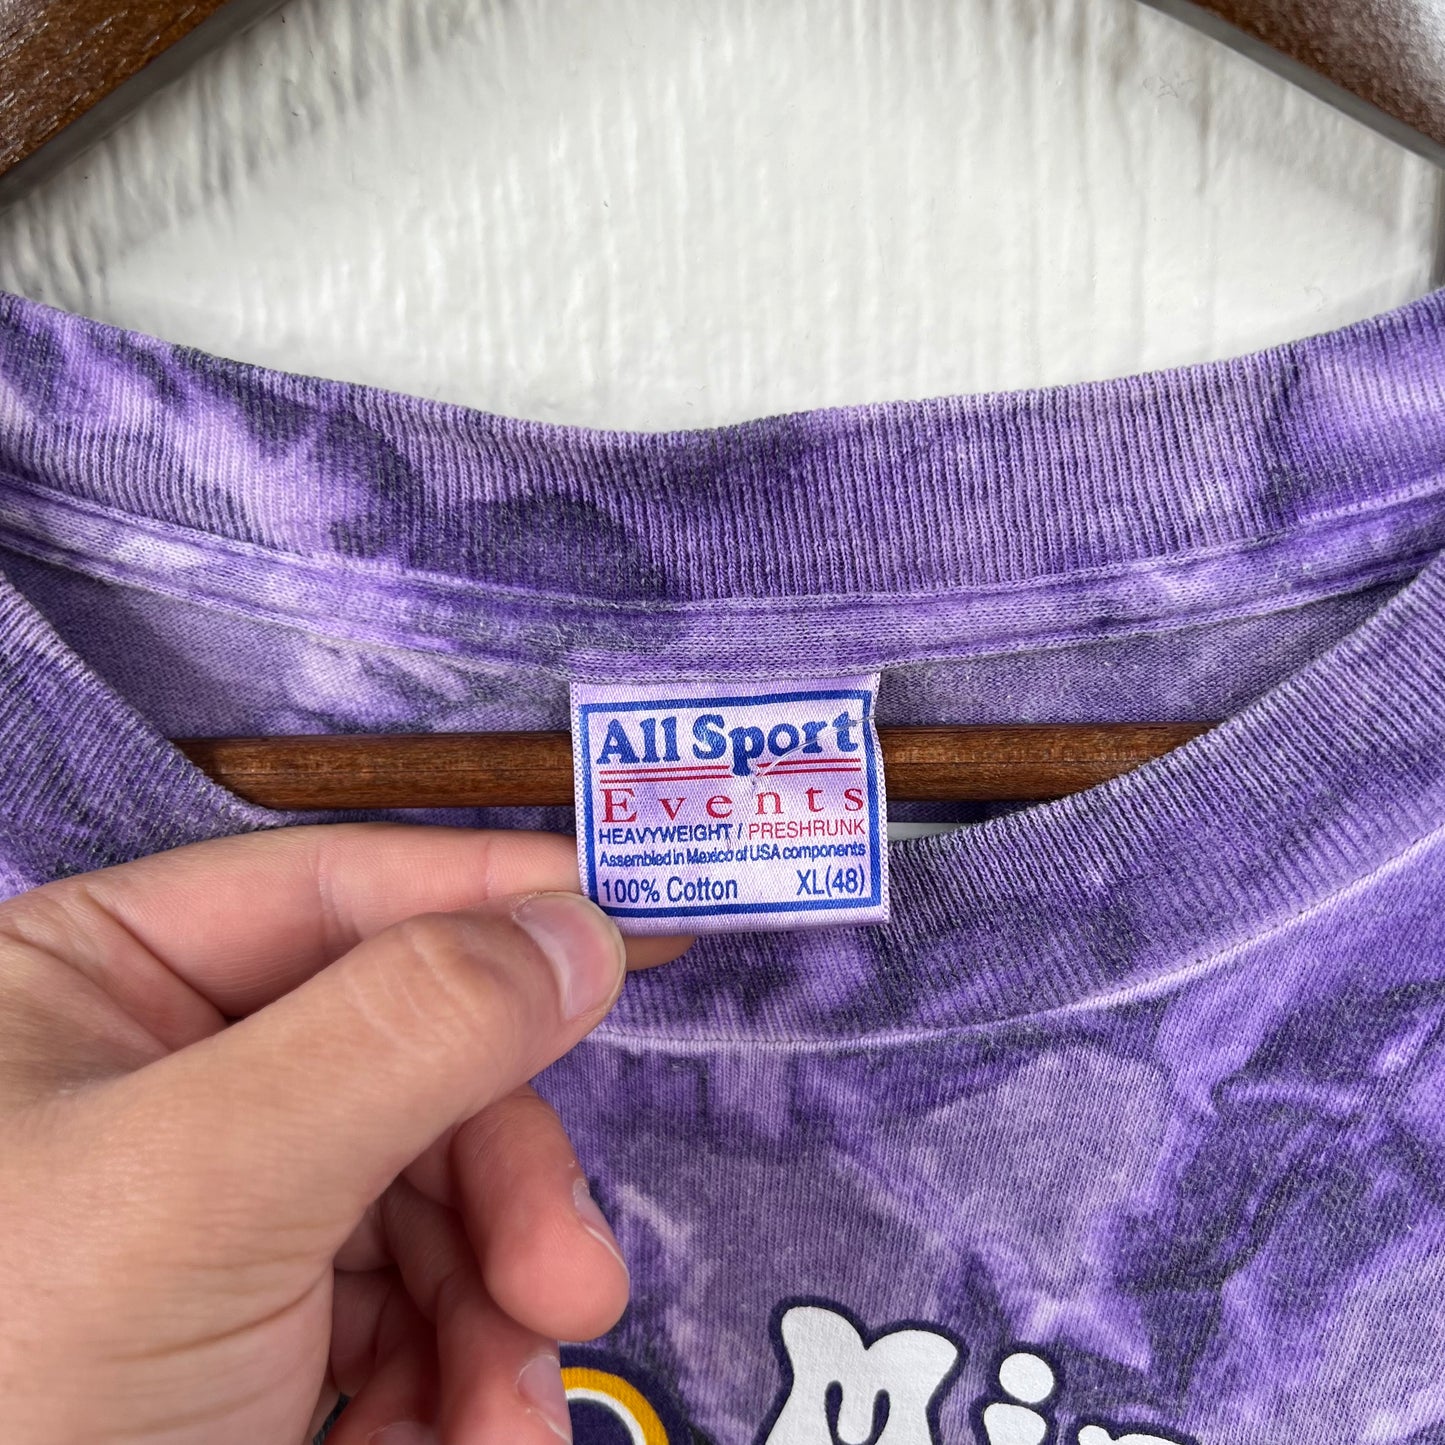 All Sport
Events
HEAVYWEIGHT / PRESHRUNK
Assembled in Mexico of USA components
100% Cotton XL(48)